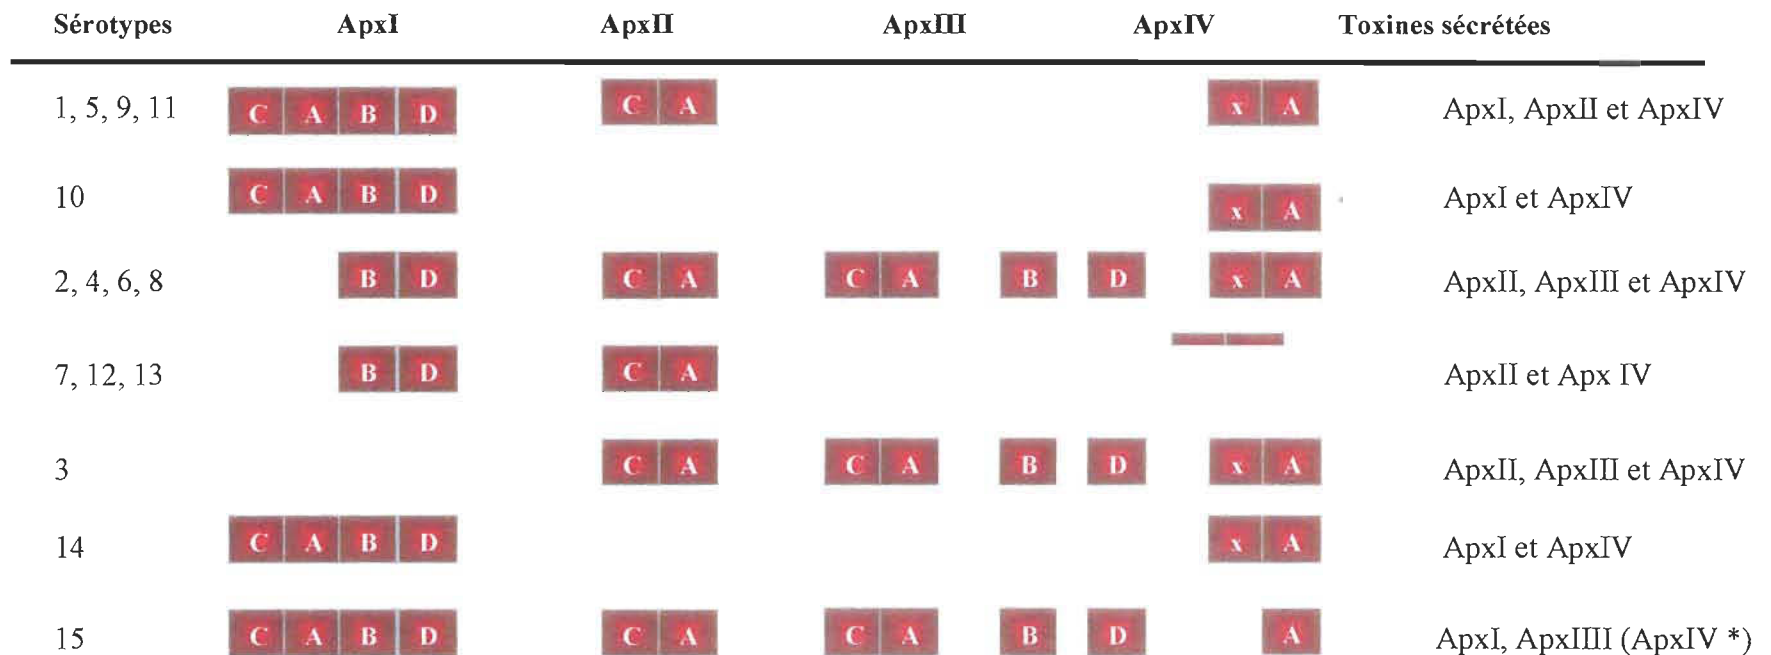 Sérotypes ApxI ApxII ApxIII ApxIV Toxines sécrétées
1, 5, 9, 11 C A B D C A x A ApxI, ApxII et ApxIV
10 C A B D x A ApxI et ApxIV
2, 4, 6, 8 B D C A C A B D x A ApxII, ApxIII et ApxIV
7, 12, 13 B D C A ApxII et Apx IV
3 C A C A B D x A ApxII, ApxIII et ApxIV
14 C A B D x A ApxI et ApxIV
15 C A B D C A C A B D A ApxI, ApxIIII (ApxIV *)